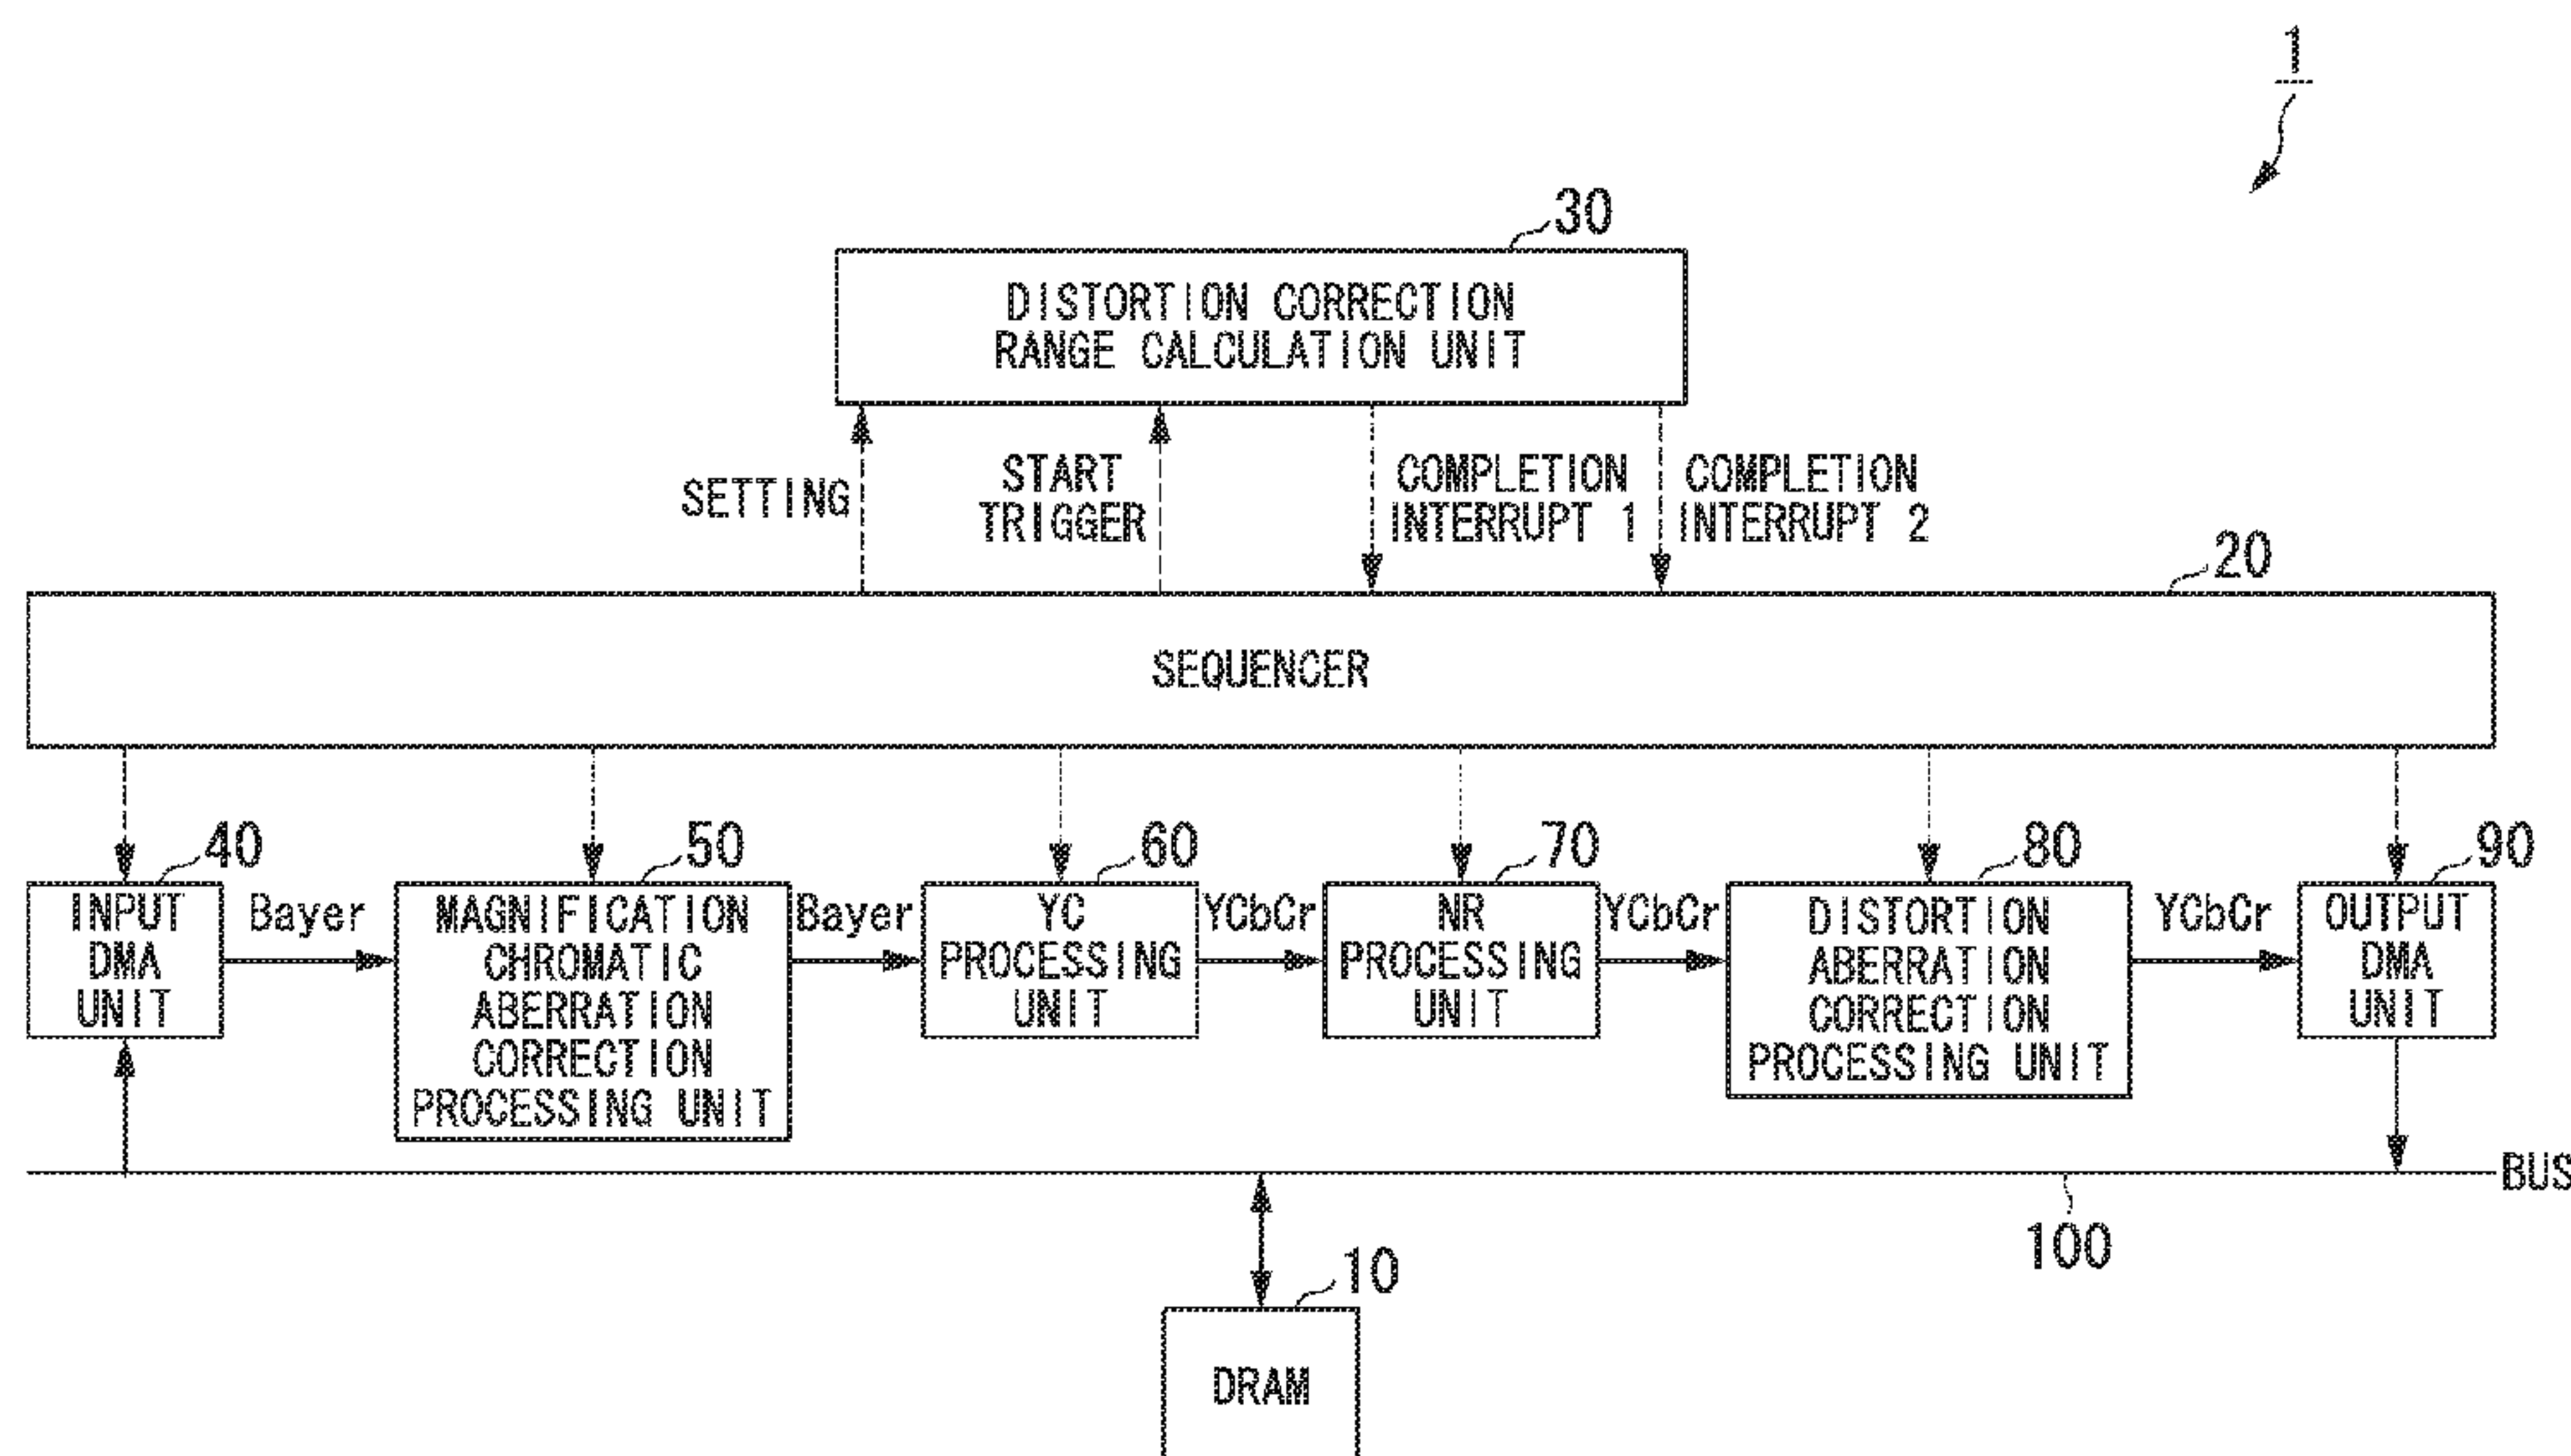 1
30
DISTORTION CORRECTION
RANGE CALCULATION UNIT
SETTING
START
TRIGGER
COMPLETION
INTERRUPT 1
COMPLETION
INTERRUPT 2
20
SEQUENCER
40
INPUT
DMA
UNIT
Bayer
50
MAGNIFICATION
CHROMATIC
ABERRATION
CORRECTION
PROCESSING UNIT
Bayer
60
YC
PROCESSING
UNIT
YCbCr
70
NR
PROCESSING
UNIT
YCbCr
80
DISTORTION
ABERRATION
CORRECTION
PROCESSING UNIT
YCbCr
90
OUTPUT
DMA
UNIT
BUS
100
10
DRAM